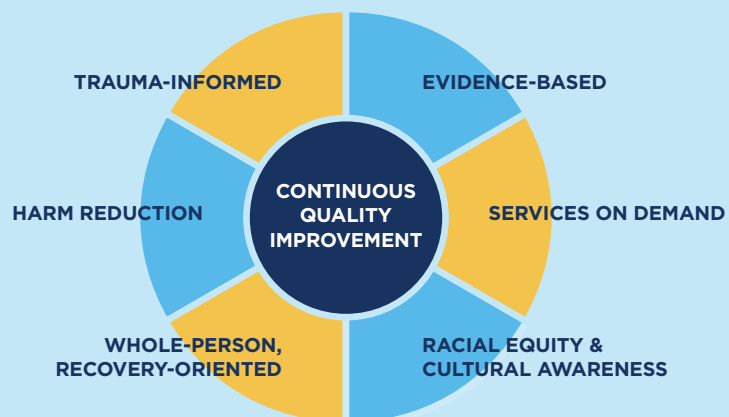 TRAUMA-INFORMED
EVIDENCE-BASED
HARM REDUCTION
CONTINUOUS
QUALITY
IMPROVEMENT
SERVICES ON DEMAND
WHOLE-PERSON,
RECOVERY-ORIENTED
RACIAL EQUITY &
CULTURAL AWARENESS